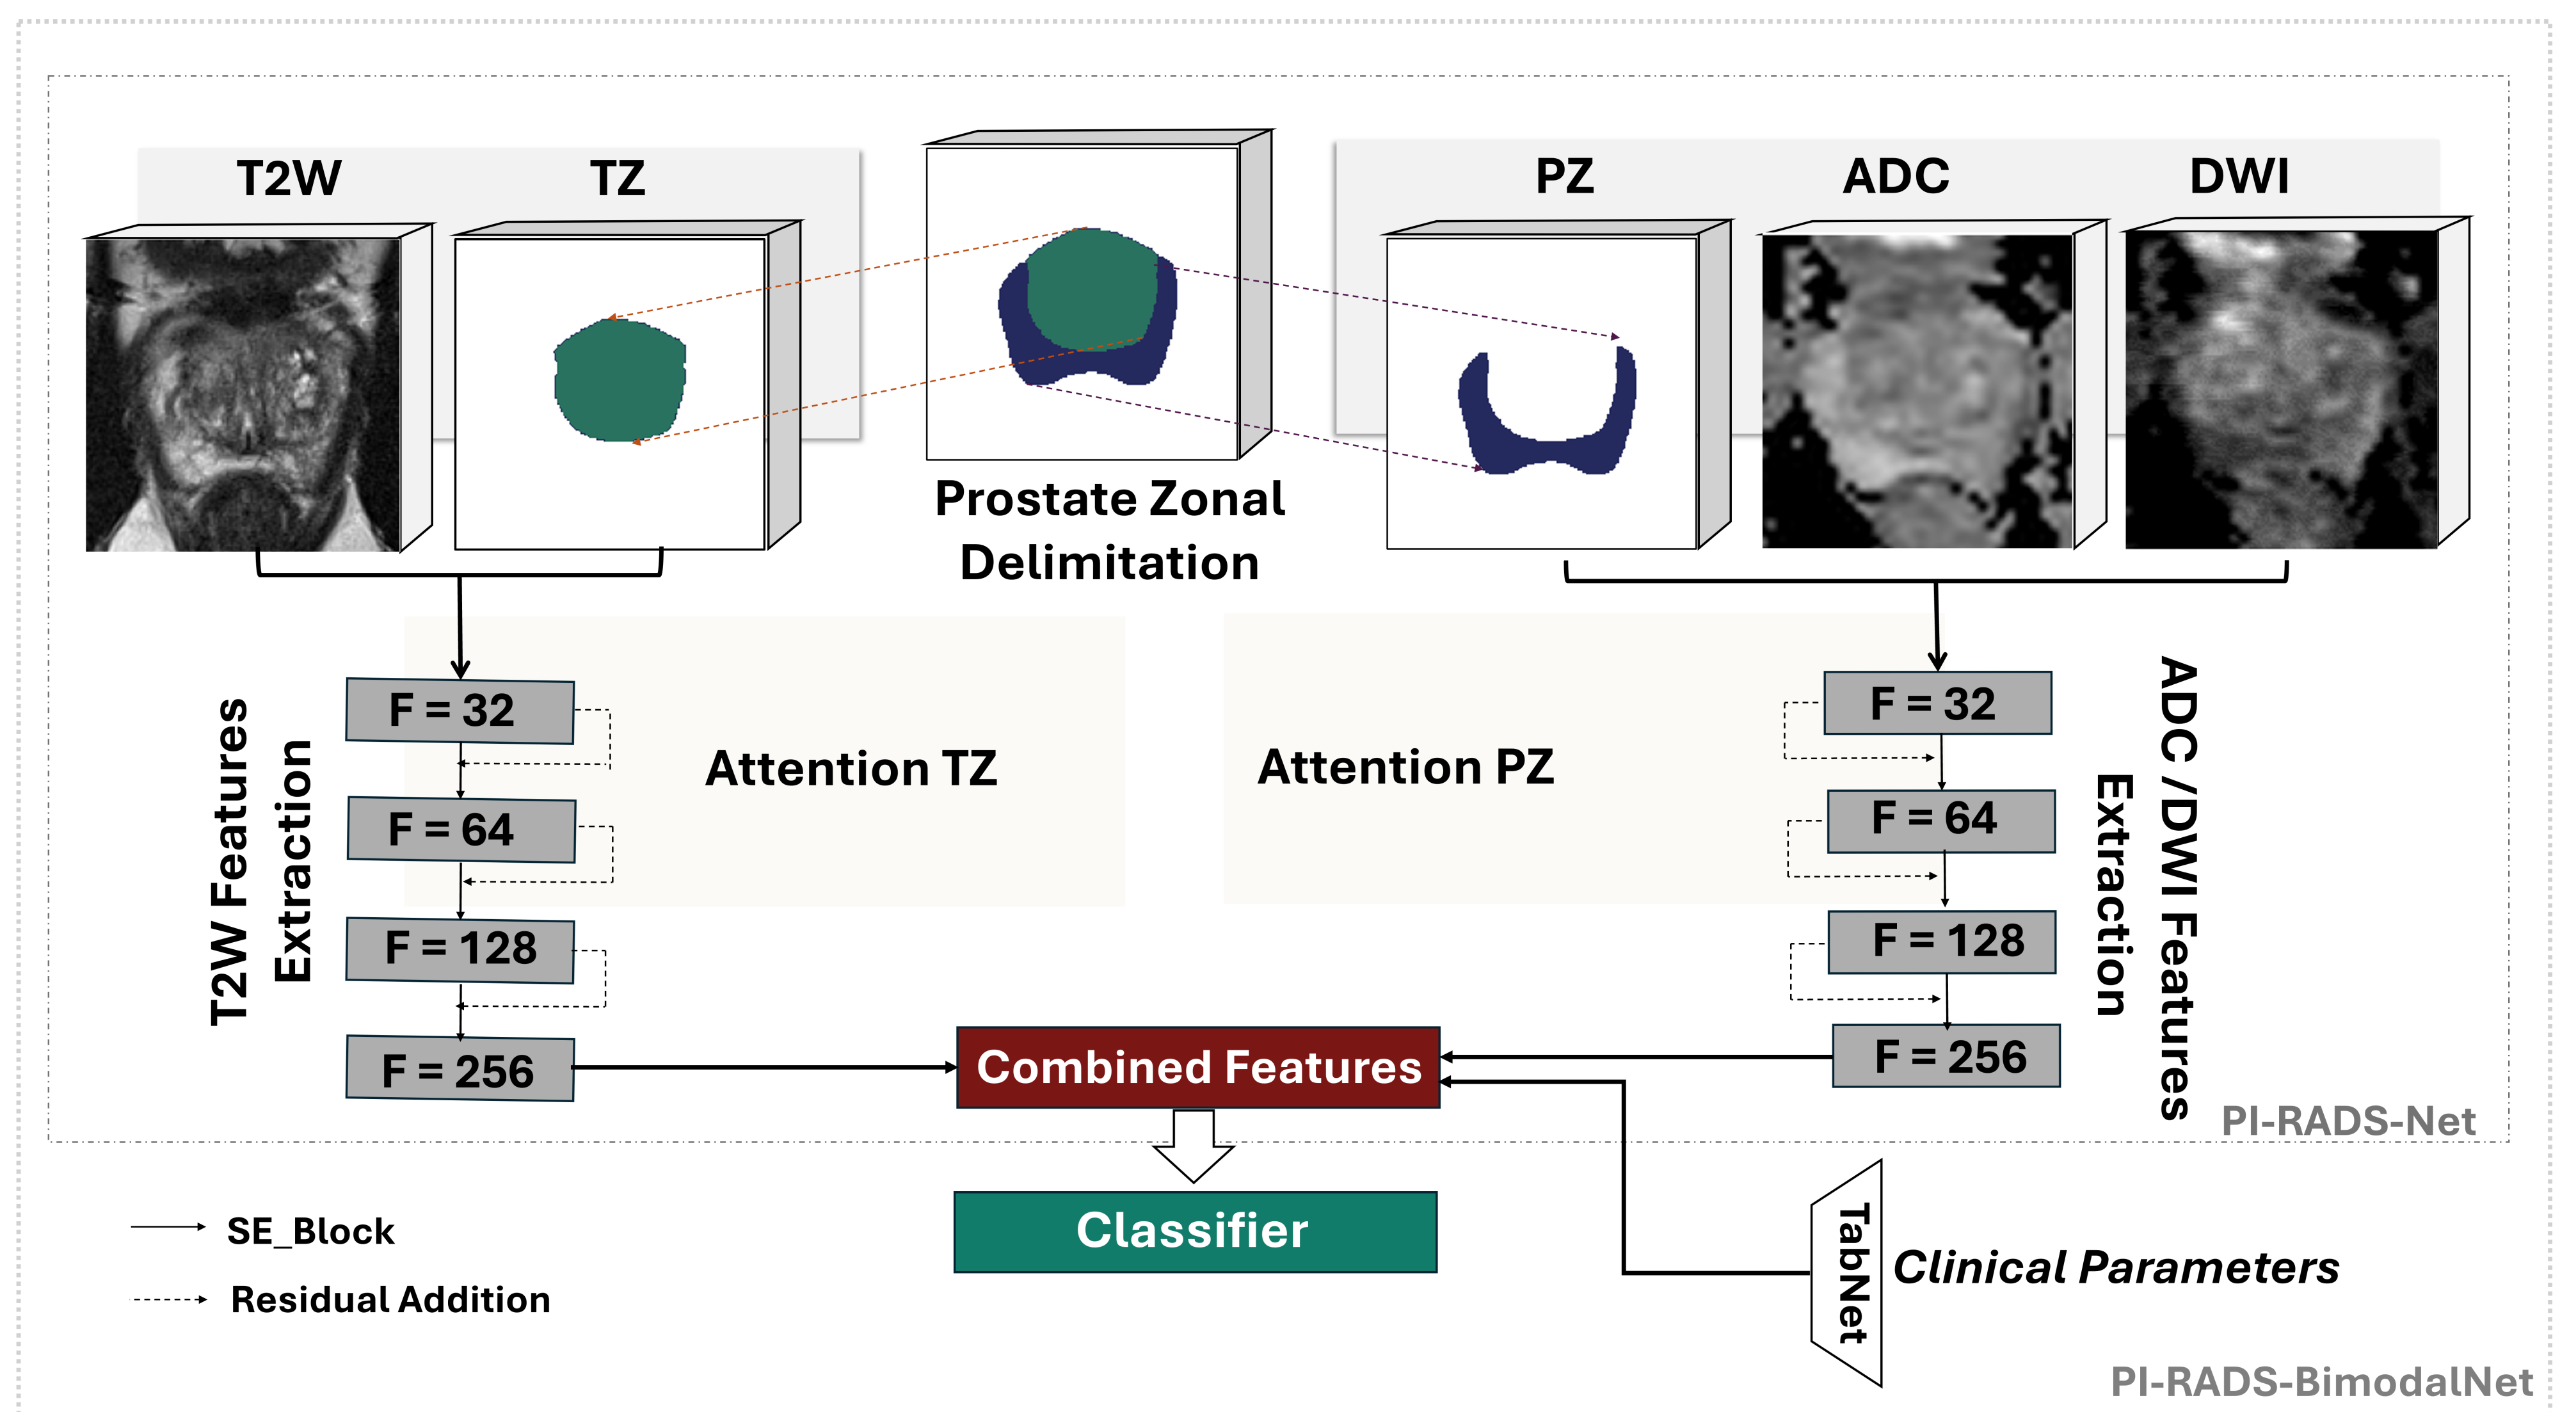 T2W
TZ
PZ
ADC
DWI
Prostate Zonal
Delimitation
T2W Features
Extraction
F = 32
F = 64
F = 128
F = 256
Attention TZ
Attention PZ
F = 32
F = 64
F = 128
F = 256
ADC /DWI Features
Extraction
Combined Features
PI-RADS-Net
Classifier
SE_Block
Residual Addition
TabNet
Clinical Parameters
PI-RADS-BimodalNet